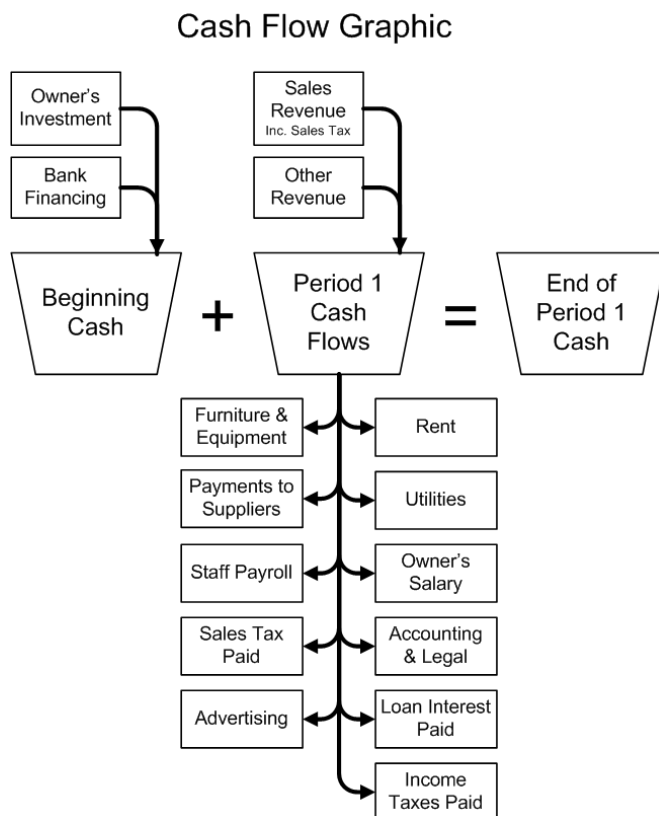 Cash Flow Graphic
Owner's
Investment
Bank
Financing
Sales
Revenue
Inc. Sales Tax
Other
Revenue
Beginning
Cash
+
Period 1
Cash
Flows
=
End of
Period 1
Cash
Furniture &
Equipment
Rent
Payments to
Suppliers
Utilities
Staff Payroll
Owner's
Salary
Sales Tax
Paid
Accounting
& Legal
Advertising
Loan Interest
Paid
Income
Taxes Paid